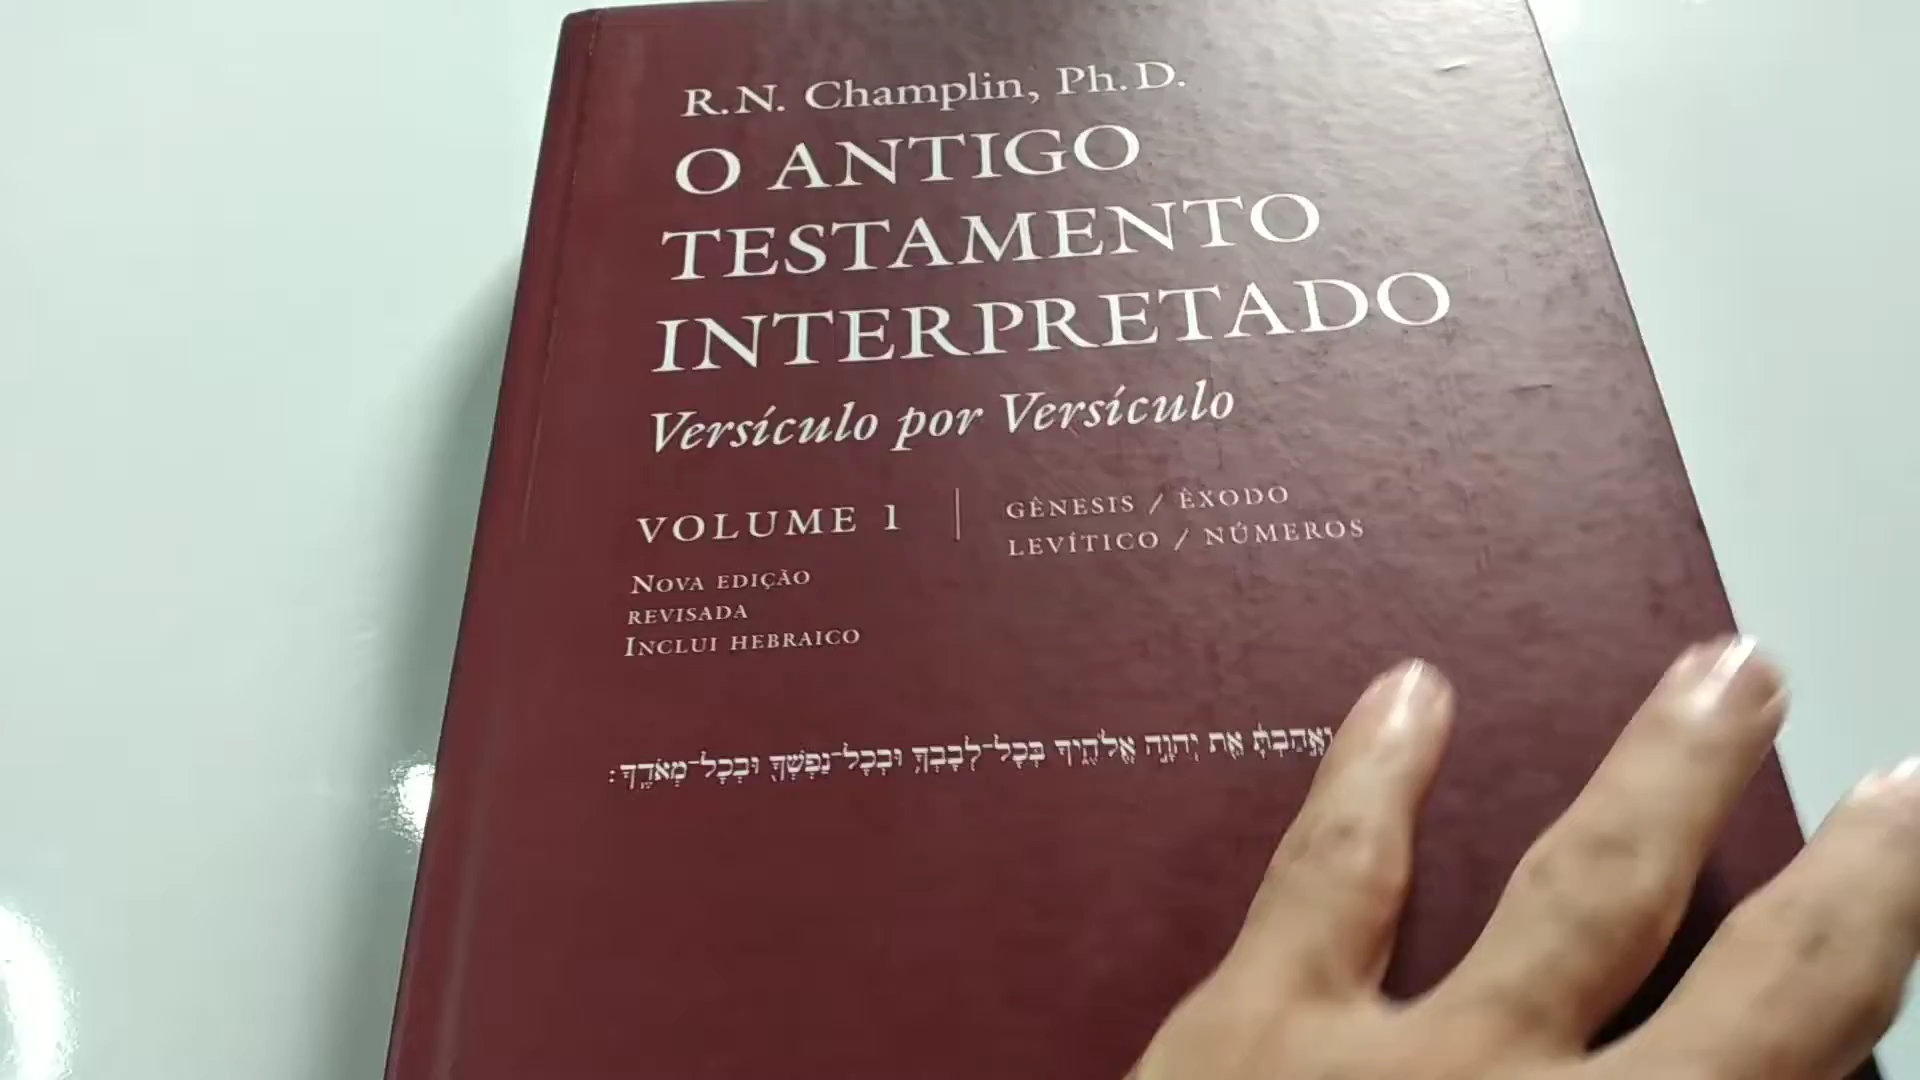 R.N. Champlin, Ph.D.
O ANTIGO
TESTAMENTO
INTERPRETADO
Versículo por Versículo
VOLUME 1
GÊNESIS / ÊXODO
LEVÍTICO / NÚMEROS
NOVA EDIÇÃO
REVISADA
INCLUI HEBRAICO
וְאָ֣הַבְתָּ֔ אֵ֖ת יְהוָ֣ה אֱלֹהֶ֑יךָ בְּכָל־לְבָבְךָ֥ וּבְכָל־נַפְשְׁךָ֖ וּבְכָל־מְאֹדֶֽךָ׃